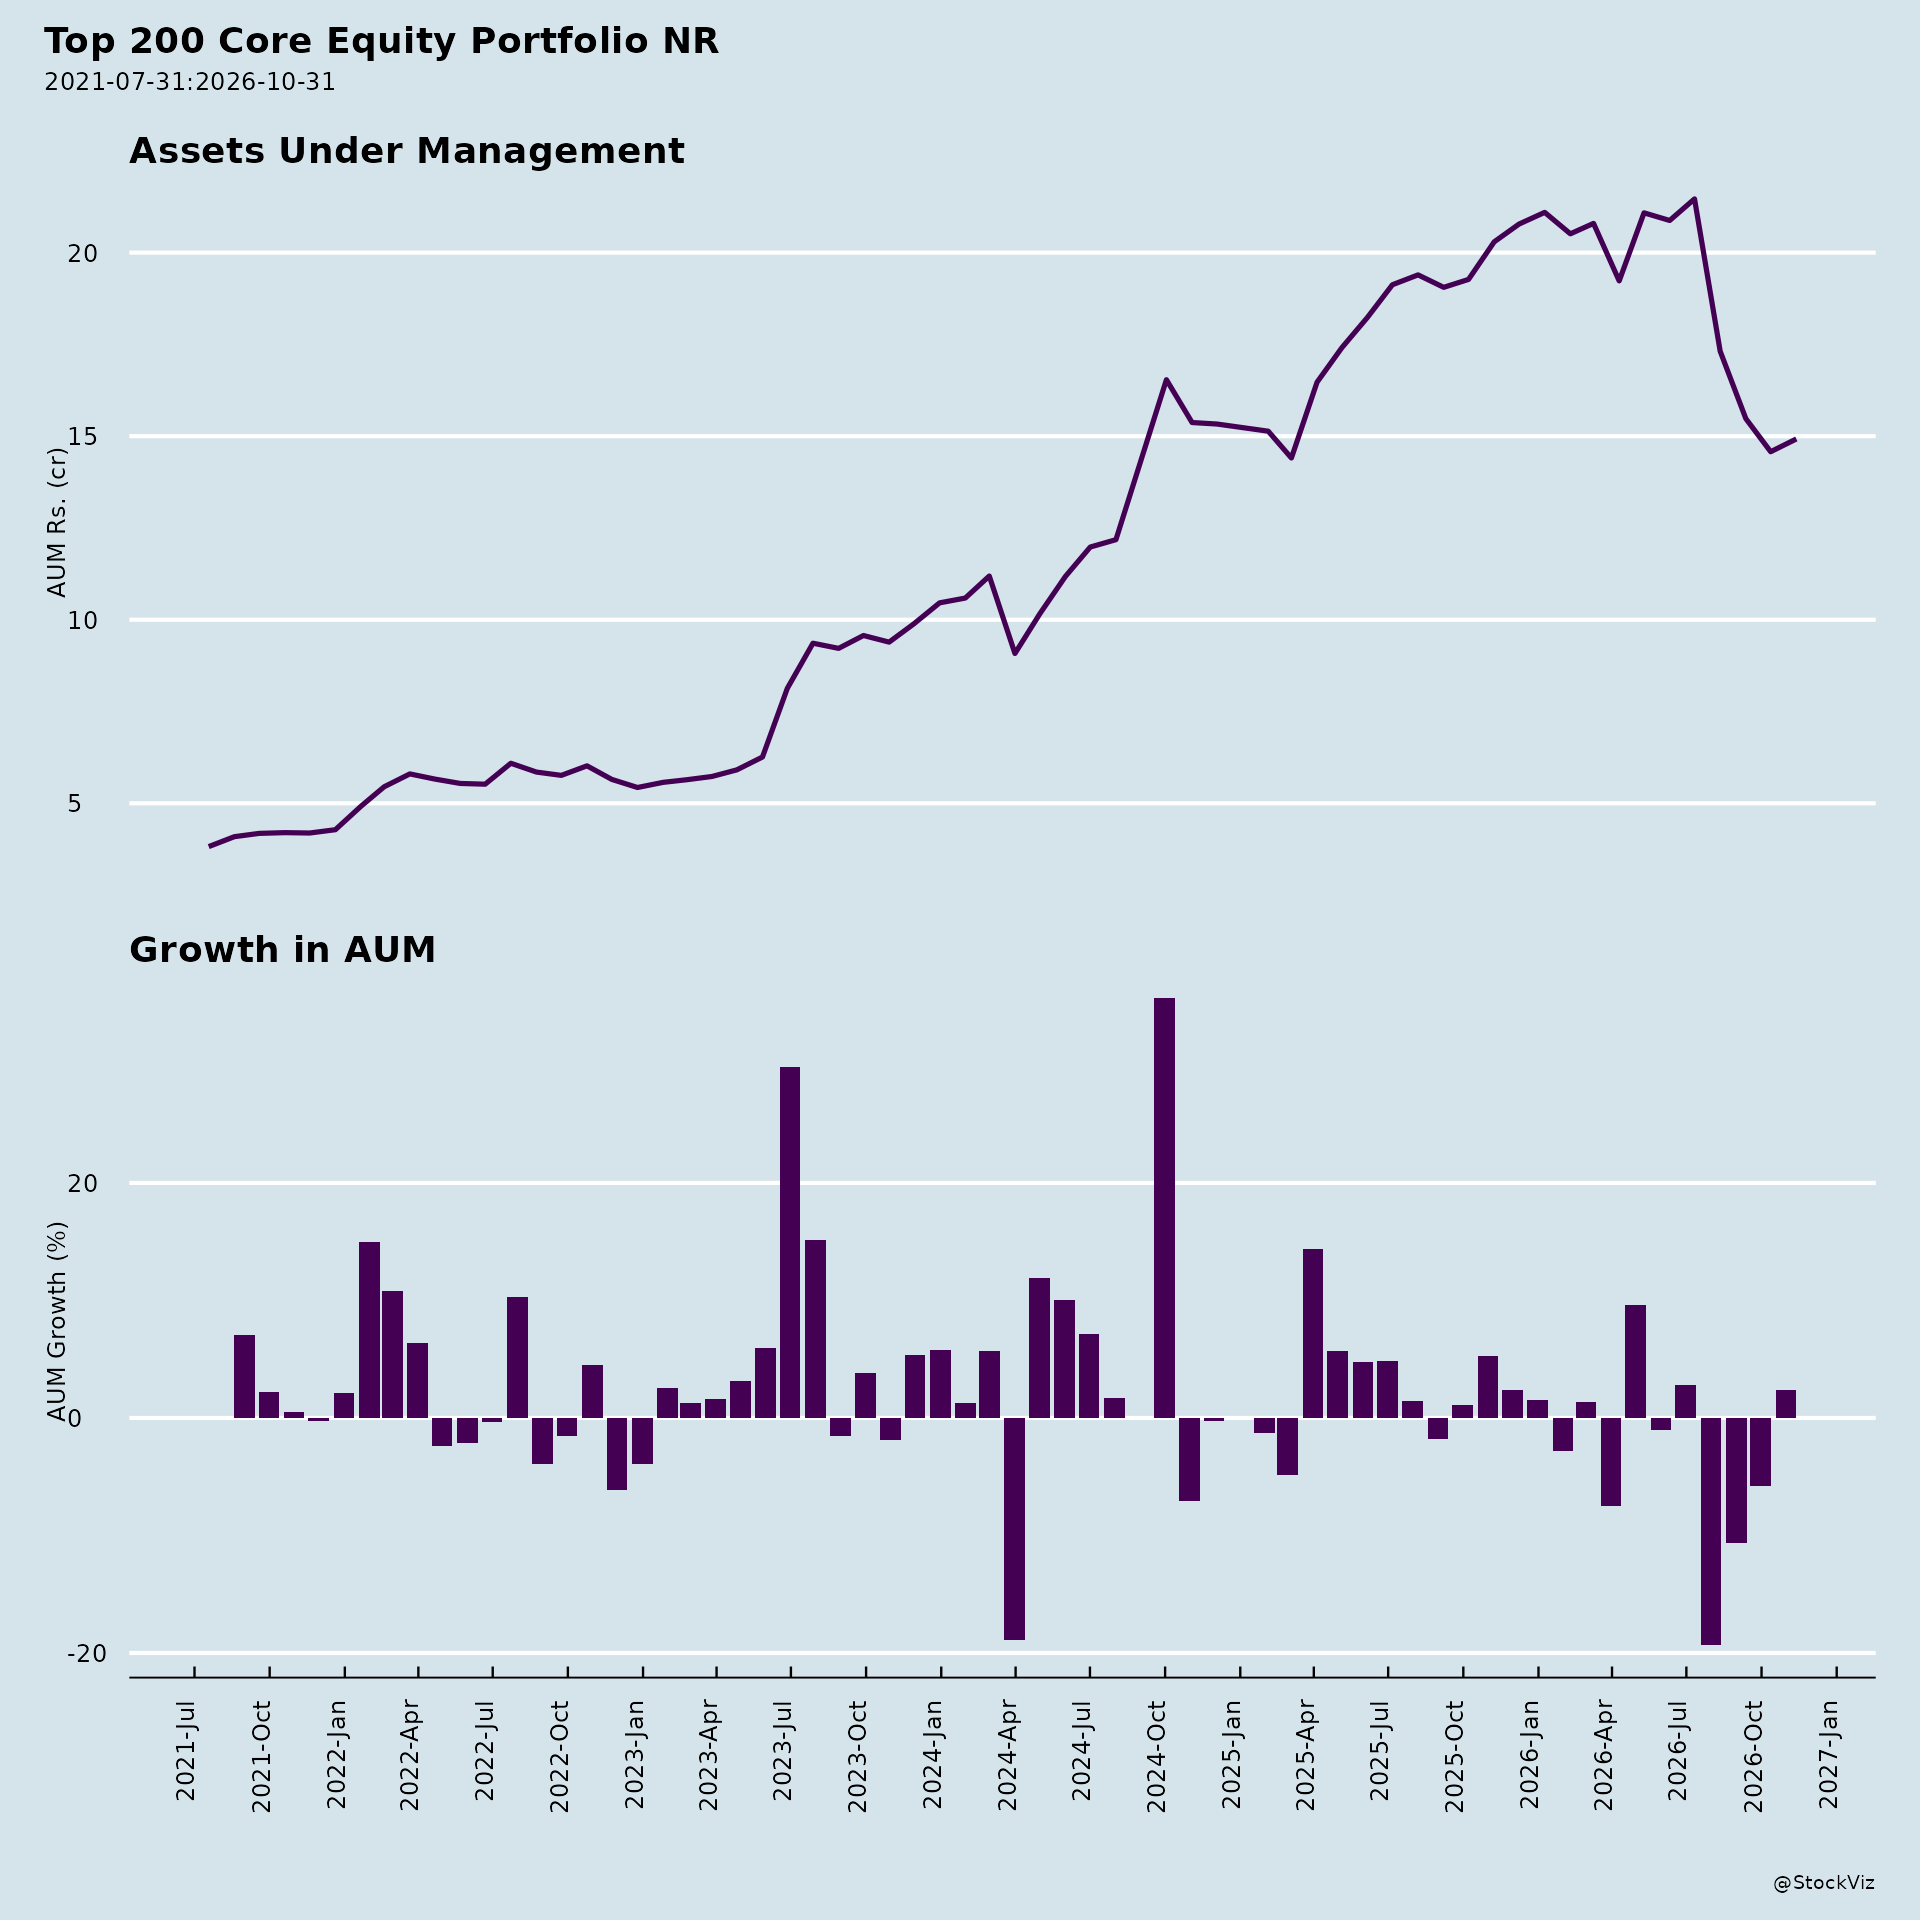 Top 200 Core Equity Portfolio NR
2021-07-31:2026-10-31
Assets Under Management
AUM Rs. (cr)
20
15
10
5
Growth in AUM
AUM Growth (%)
20
0
-20
2021-Jul
2021-Oct
2022-Jan
2022-Apr
2022-Jul
2022-Oct
2023-Jan
2023-Apr
2023-Jul
2023-Oct
2024-Jan
2024-Apr
2024-Jul
2024-Oct
2025-Jan
2025-Apr
2025-Jul
2025-Oct
2026-Jan
2026-Apr
2026-Jul
2026-Oct
2027-Jan
@StockViz